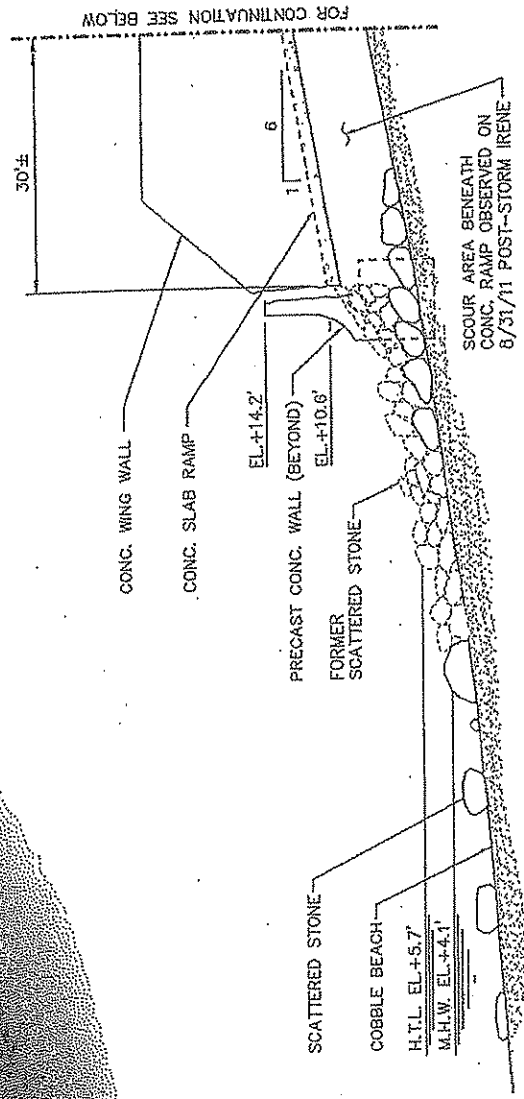 FOR CONTINUATION SEE BELOW
30'±
6
1
CONC. WING WALL
CONC. SLAB RAMP
EL.+14.2'
PRECAST CONC. WALL (BEYOND)
EL.+10.6'
FORMER
SCATTERED STONE
SCATTERED STONE
COBBLE BEACH
H.T.L. EL.+5.7'
M.H.W. EL.+4.1'
SCOUR AREA BENEATH
CONC. RAMP OBSERVED ON
8/31/11 POST-STORM IRENE